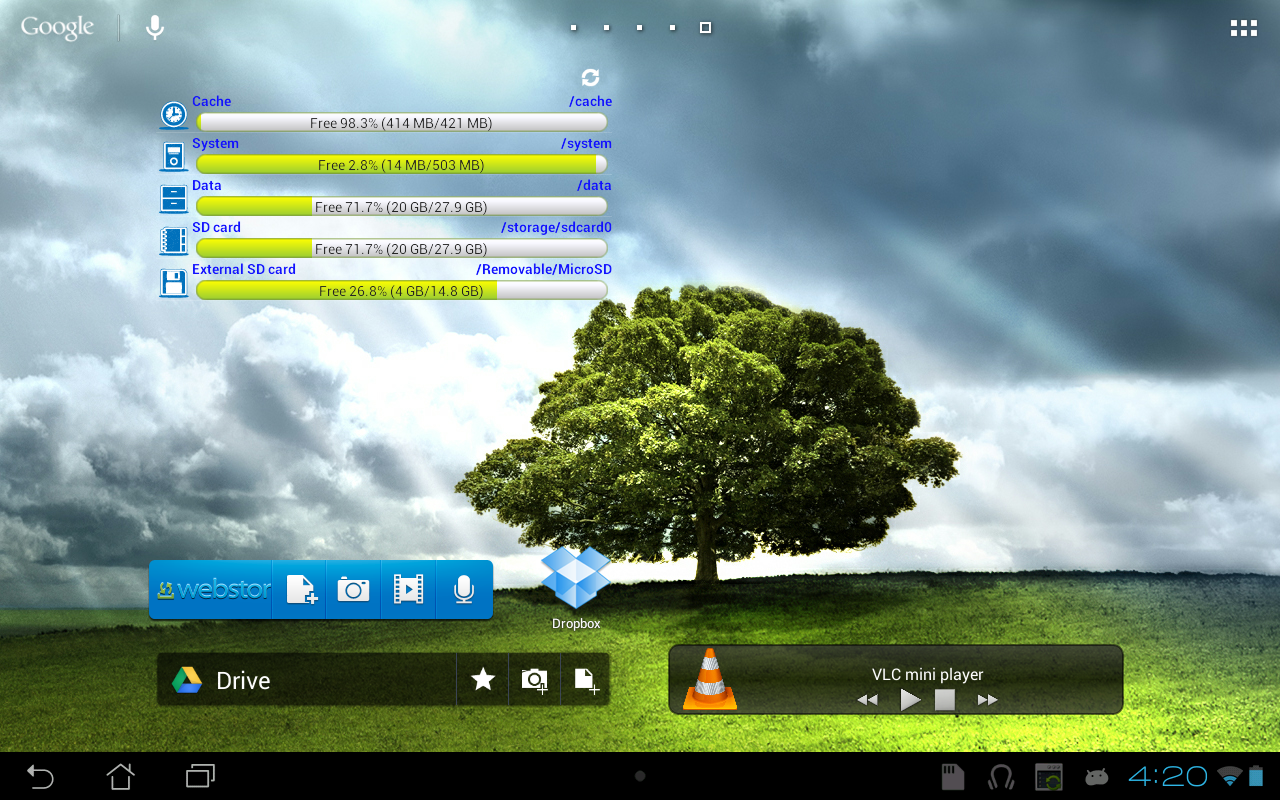 Google
Cache /cache
Free 98.3% (414 MB/421 MB)
System /system
Free 2.8% (14 MB/503 MB)
Data /data
Free 71.7% (20 GB/27.9 GB)
SD card /storage/sdcard0
Free 71.7% (20 GB/27.9 GB)
External SD card /Removable/MicroSD
Free 26.8% (4 GB/14.8 GB)
webstor
Dropbox
Drive
VLC mini player
4:20